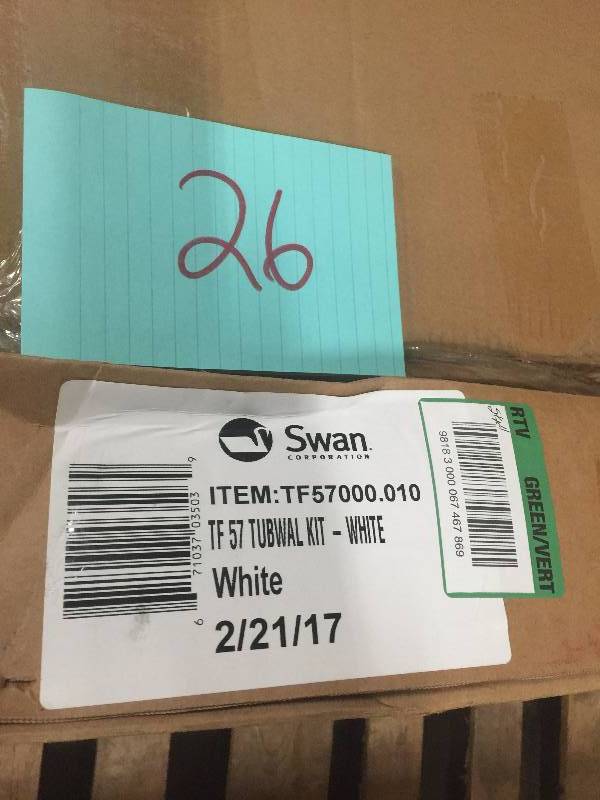 26
Swan
CORPORATION
ITEM:TF57000.010
TF 57 TUBWAL KIT - WHITE
White
2/21/17
6 71037 03503 9
RTV GREEN/VERT
9818 3 000 067 467 869